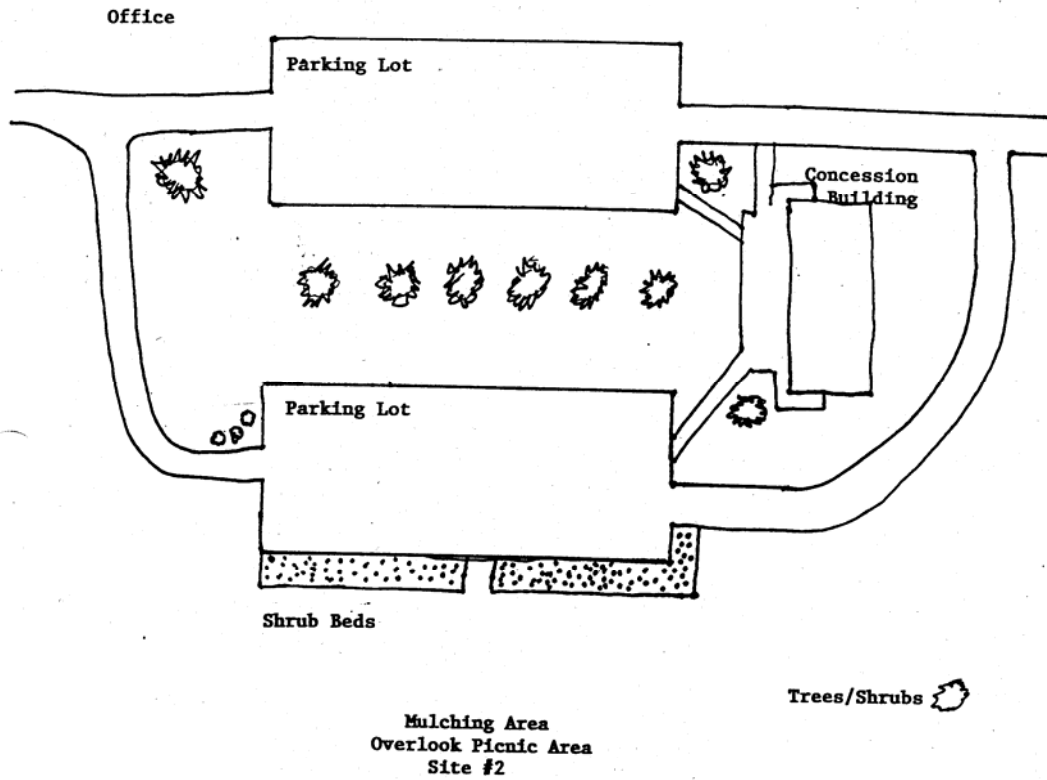 Office
Parking Lot
Concession
Building
Parking Lot
Shrub Beds
Trees/Shrubs
Mulching Area
Overlook Picnic Area
Site #2